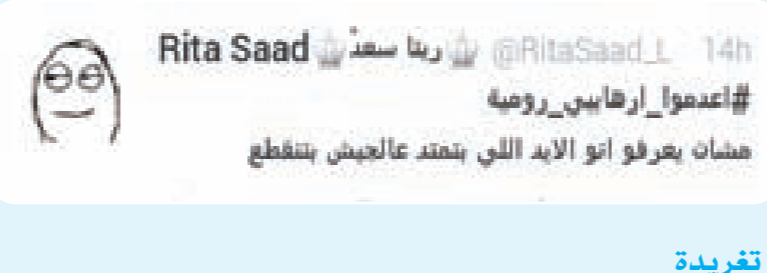 Rita Saad ريتا سعد @RitaSaad_L 14h
#اعدموا_ارهابيي_رومية
مشان يعرفو انو الايد اللي بتمتد عالجيش بتنقطع
تغريدة